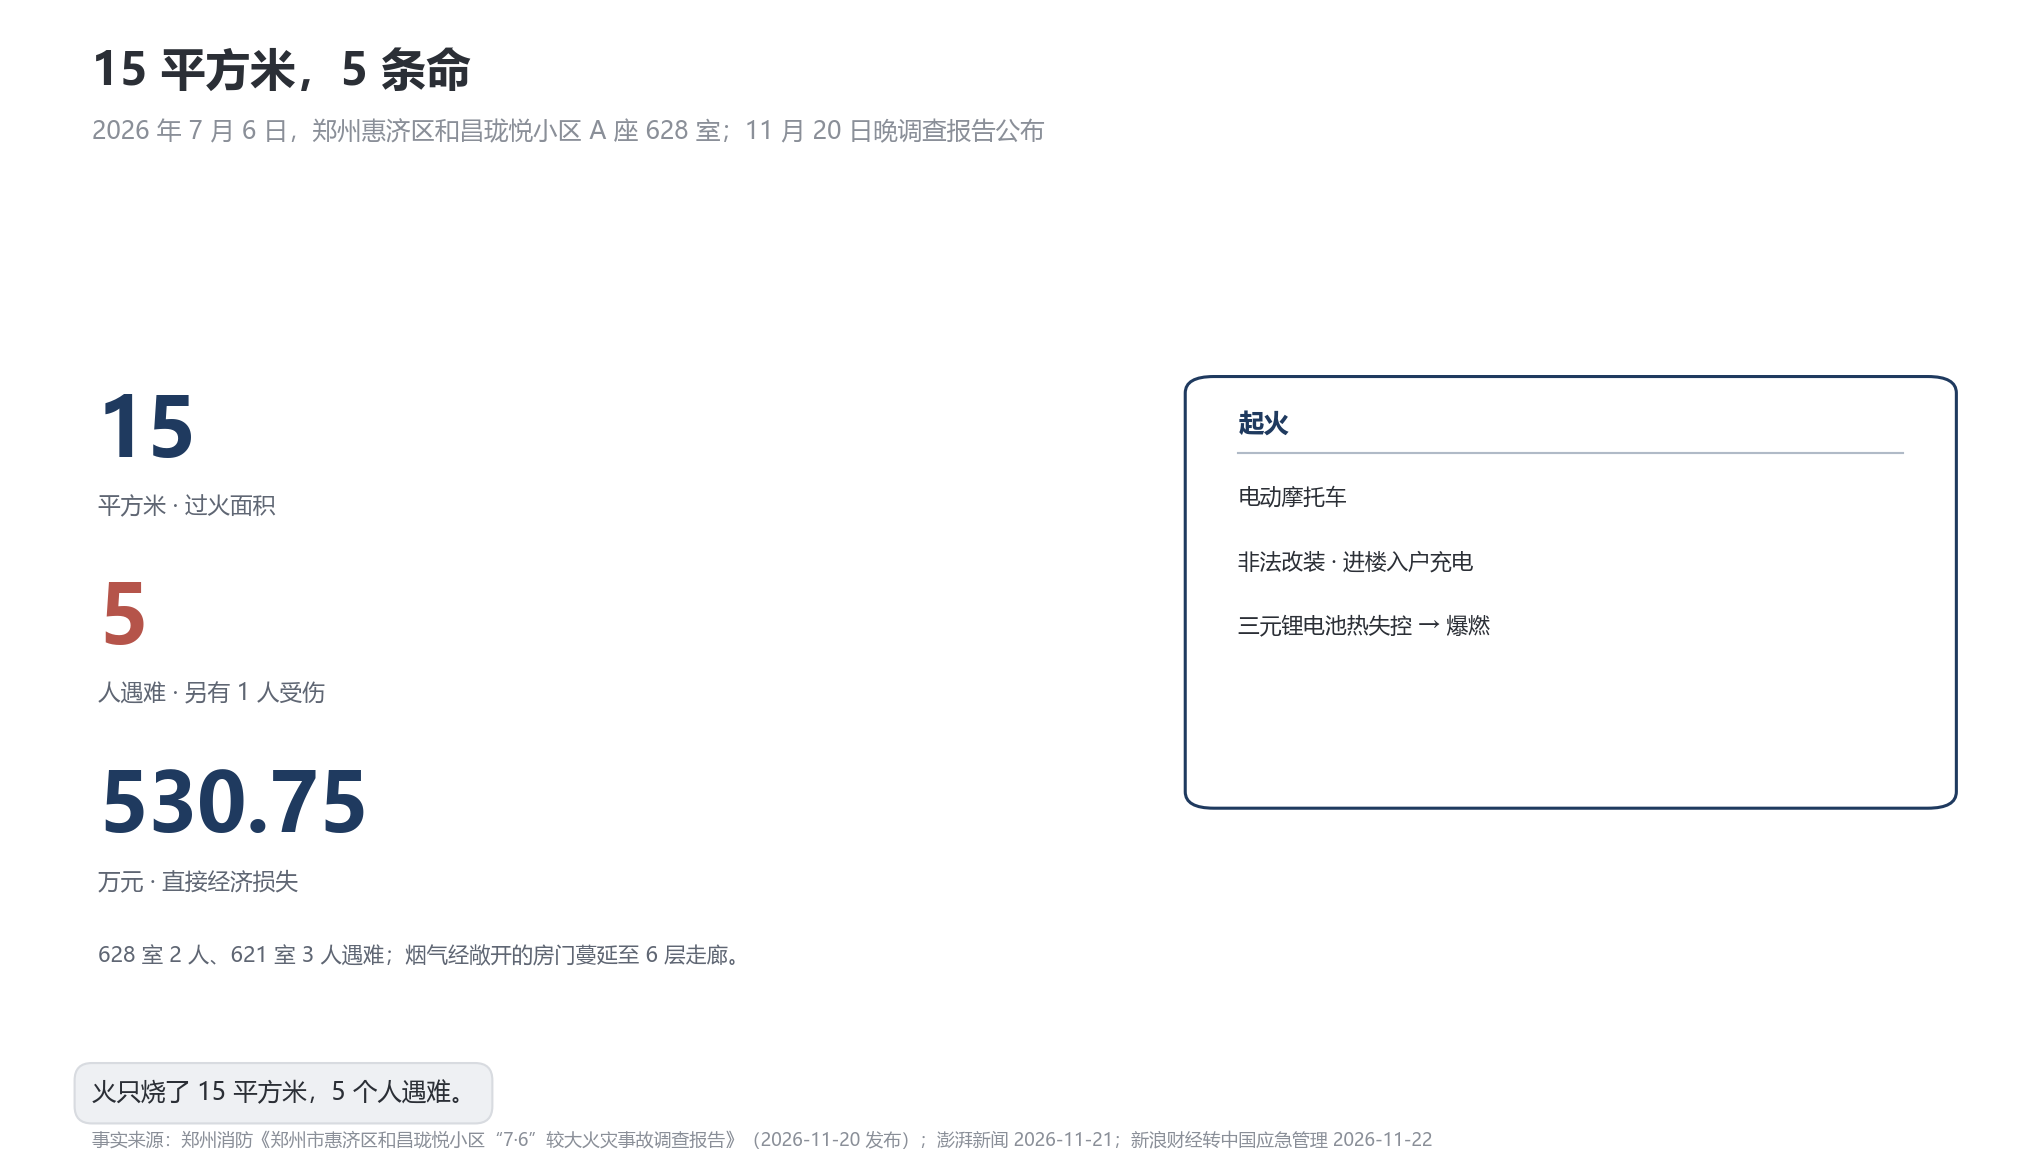 15 平方米，5 条命
2026 年 7 月 6 日，郑州惠济区和昌珑悦小区 A 座 628 室；11 月 20 日晚调查报告公布
15
平方米 · 过火面积
5
人遇难 · 另有 1 人受伤
530.75
万元 · 直接经济损失
628 室 2 人、621 室 3 人遇难；烟气经敞开的房门蔓延至 6 层走廊。
起火
电动摩托车
非法改装 · 进楼入户充电
三元锂电池热失控 → 爆燃
火只烧了 15 平方米，5 个人遇难。
事实来源：郑州消防《郑州市惠济区和昌珑悦小区“7·6”较大火灾事故调查报告》（2026-11-20 发布）；澎湃新闻 2026-11-21；新浪财经转中国应急管理 2026-11-22